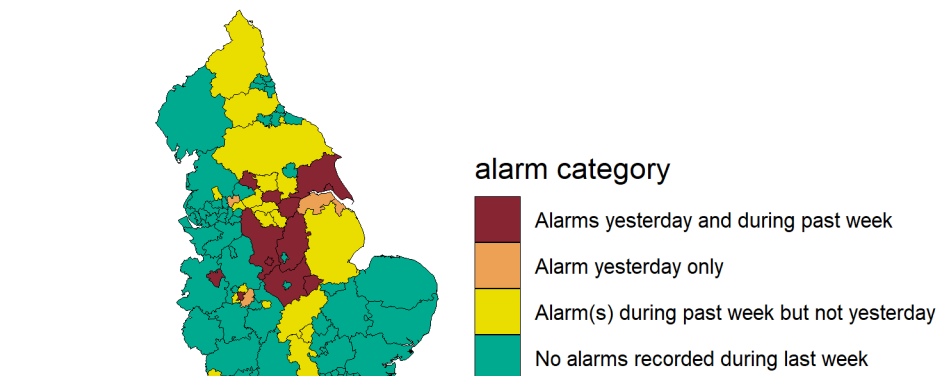 alarm category
Alarms yesterday and during past week
Alarm yesterday only
Alarm(s) during past week but not yesterday
No alarms recorded during last week